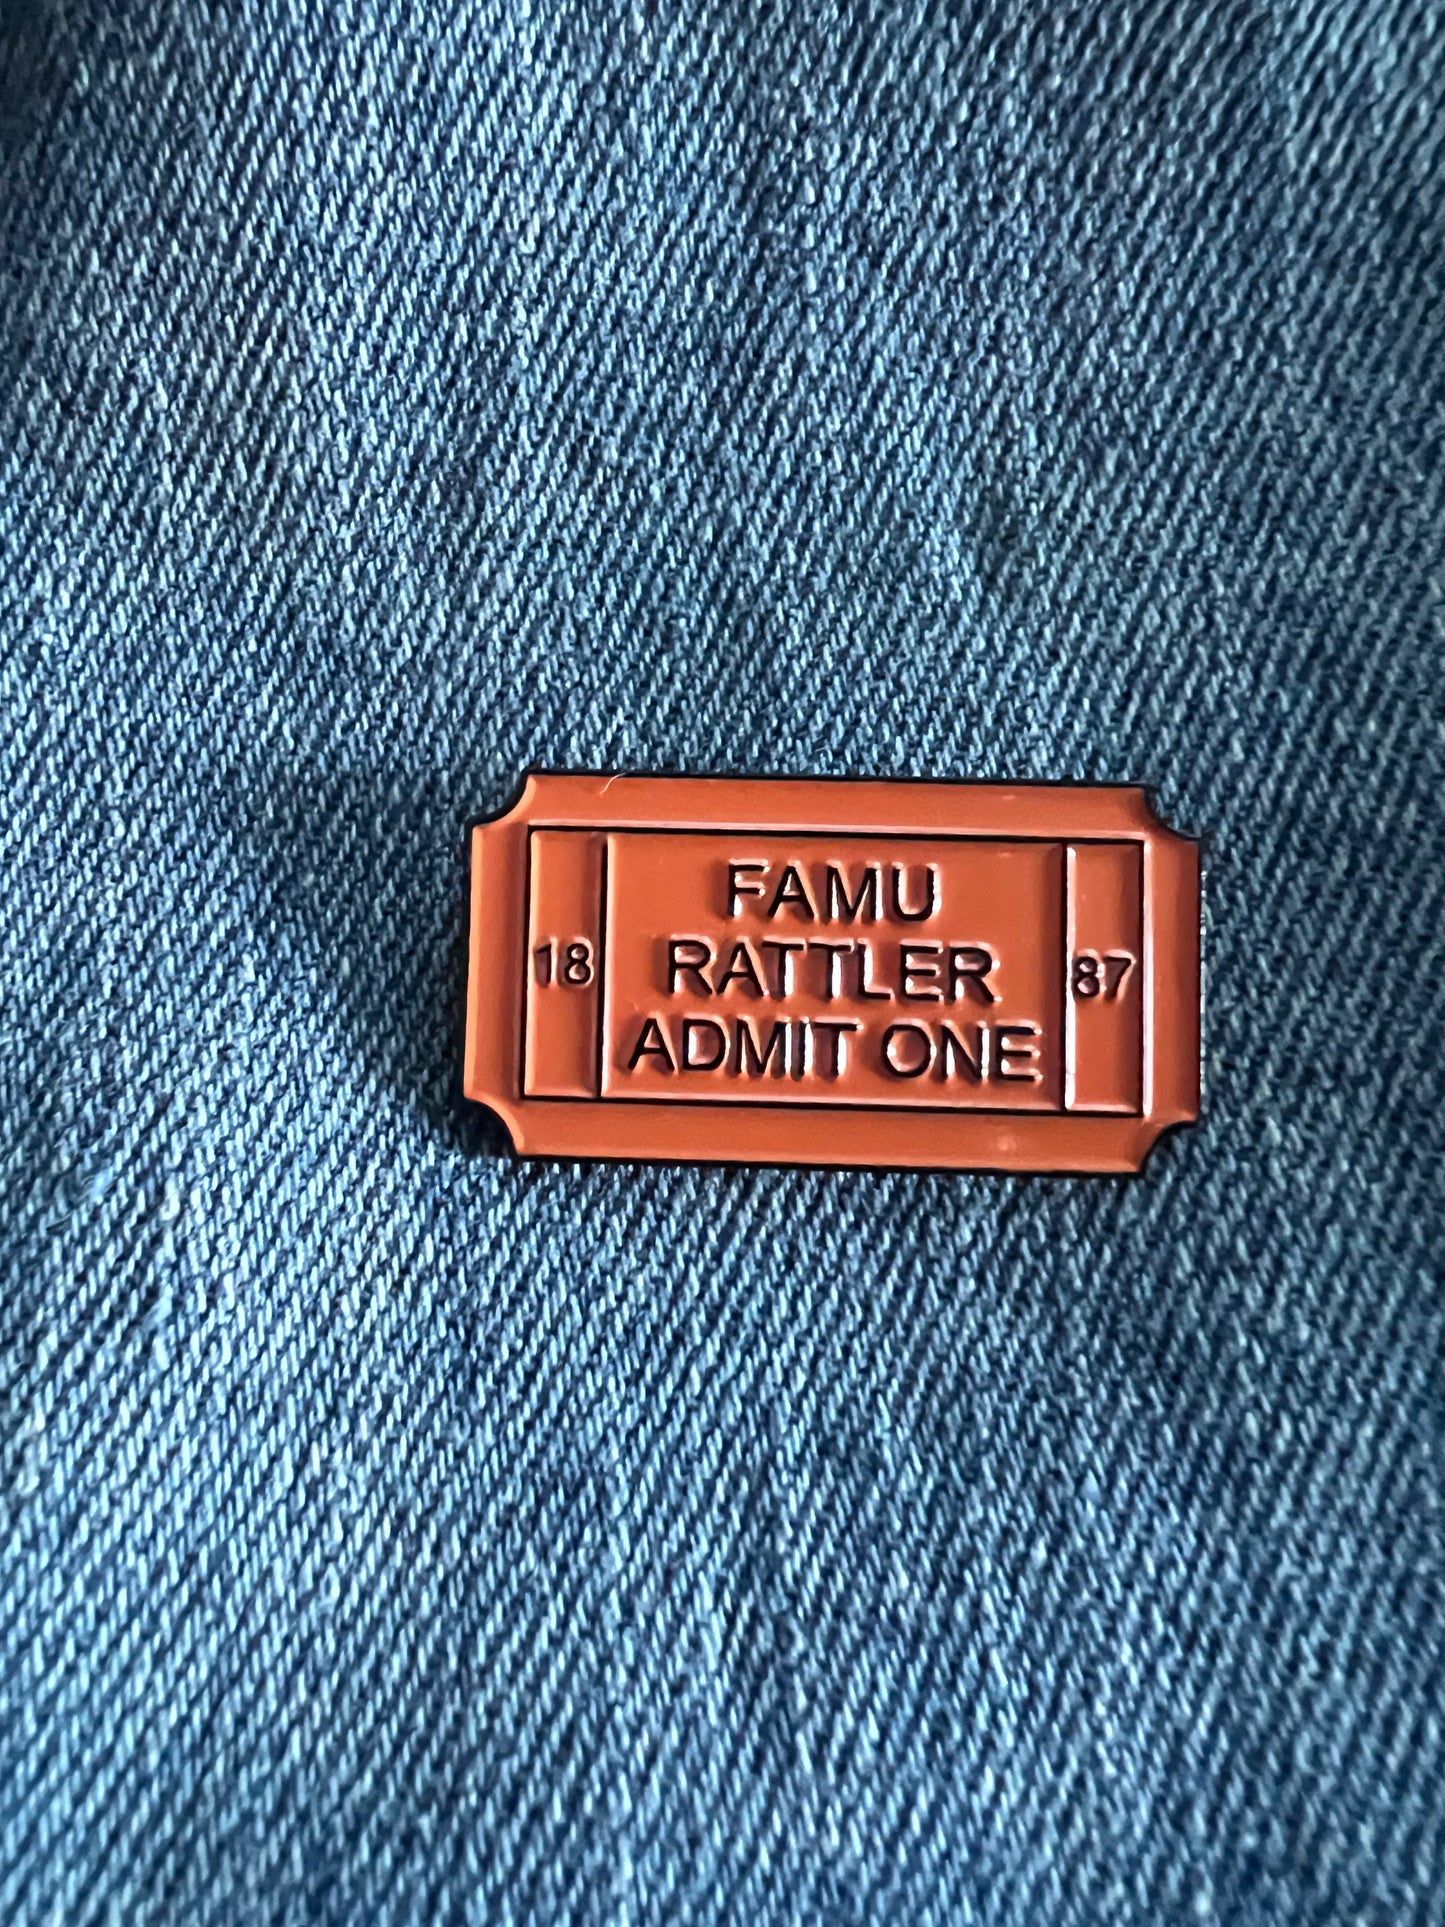 FAMU
18 RATTLER 87
ADMIT ONE